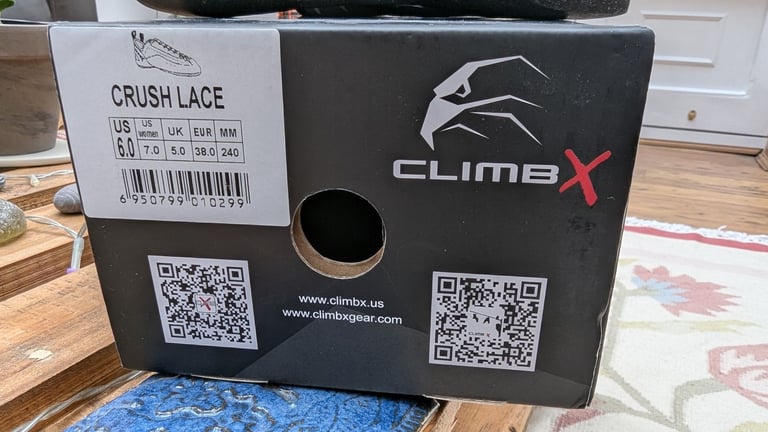 CRUSH LACE
US US women UK EUR MM
6.0 7.0 5.0 38.0 240
6 950799 010299
CLIMBX
www.climbx.us
www.climbxgear.com
CLIMB X